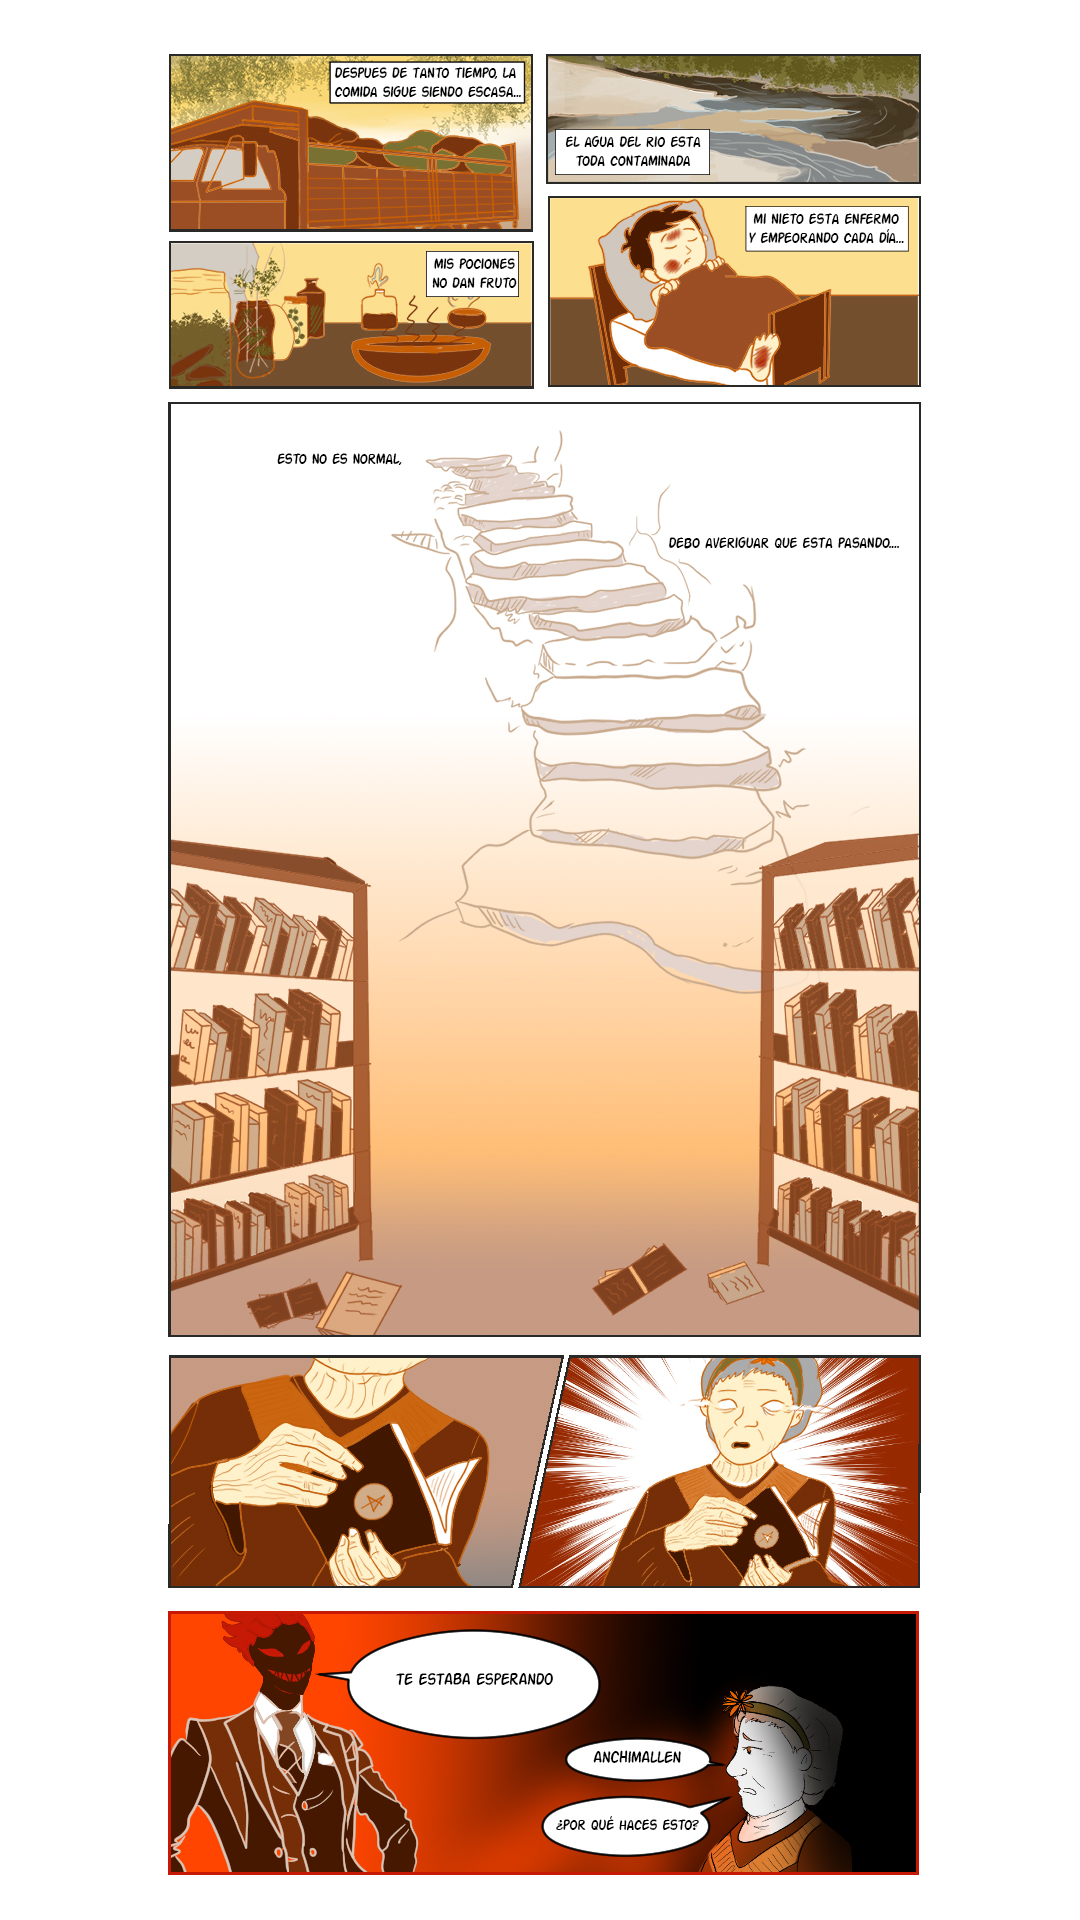 DESPUES DE TANTO TIEMPO, LA
COMIDA SIGUE SIENDO ESCASA...
EL AGUA DEL RIO ESTA
TODA CONTAMINADA
MIS POCIONES
NO DAN FRUTO
MI NIETO ESTA ENFERMO
Y EMPEORANDO CADA DÍA...
ESTO NO ES NORMAL,
DEBO AVERIGUAR QUE ESTA PASANDO....
TE ESTABA ESPERANDO
ANCHIMALLEN
¿POR QUÉ HACES ESTO?